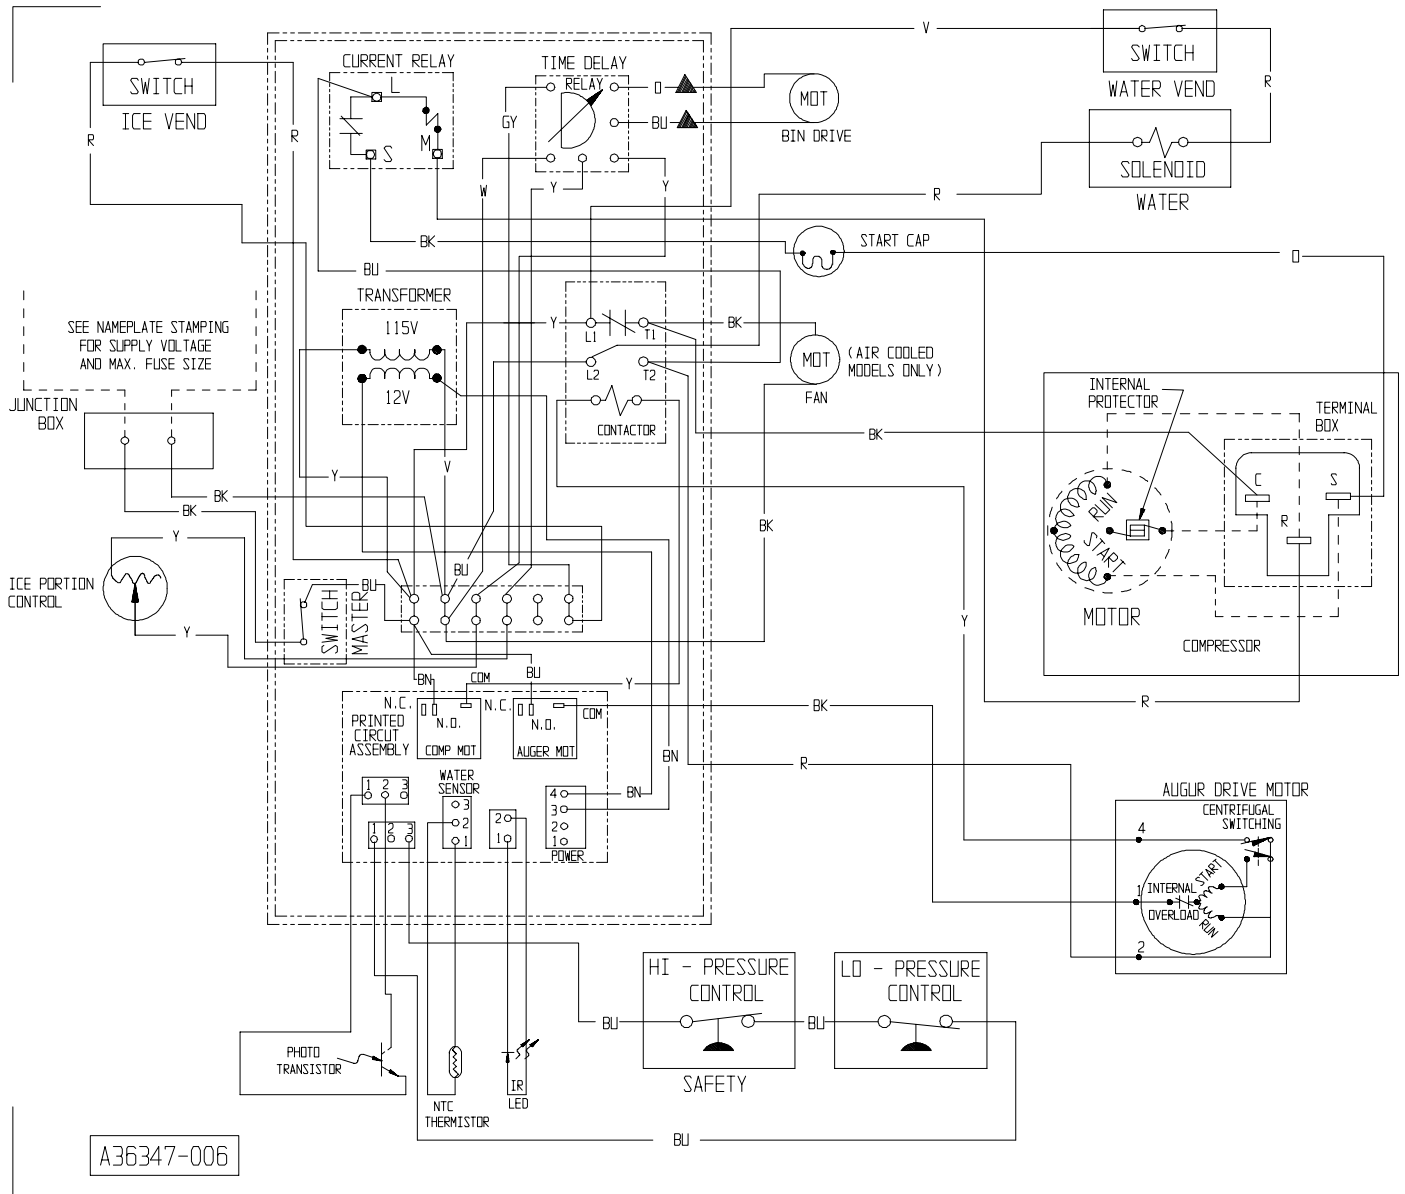 SWITCH
ICE VEND
R
R
CURRENT RELAY
L
S
M
TIME DELAY
RELAY
GY
O
BU
MOT
BIN DRIVE
W
Y
Y
V
SWITCH
WATER VEND
R
SOLENOID
WATER
R
BK
START CAP
O
BU
TRANSFORMER
115V
12V
SEE NAMEPLATE STAMPING
FOR SUPPLY VOLTAGE
AND MAX. FUSE SIZE
JUNCTION
BOX
Y
L1
T1
L2
T2
CONTACTOR
BK
MOT
(AIR COOLED
MODELS ONLY)
FAN
BK
INTERNAL
PROTECTOR
TERMINAL
BOX
C
S
R
RUN
START
MOTOR
COMPRESSOR
Y
V
BK
BK
BK
Y
ICE PORTION
CONTROL
Y
BU
SWITCH
MASTER
BU
Y
BN
COM
BU
Y
N.C.
N.O.
COMP MOT
N.C.
N.O.
COM
AUGER MOT
PRINTED
CIRCUT
ASSEMBLY
BK
R
R
BN
BN
1 2 3
1 2 3
WATER
SENSOR
3
2
1
2
1
4
3
2
1
POWER
AUGUR DRIVE MOTOR
CENTRIFUGAL
SWITCHING
4
1
2
INTERNAL
OVERLOAD
START
RUN
HI - PRESSURE
CONTROL
SAFETY
LO - PRESSURE
CONTROL
BU
BU
BU
PHOTO
TRANSISTOR
NTC
THERMISTOR
IR
LED
A36347-006